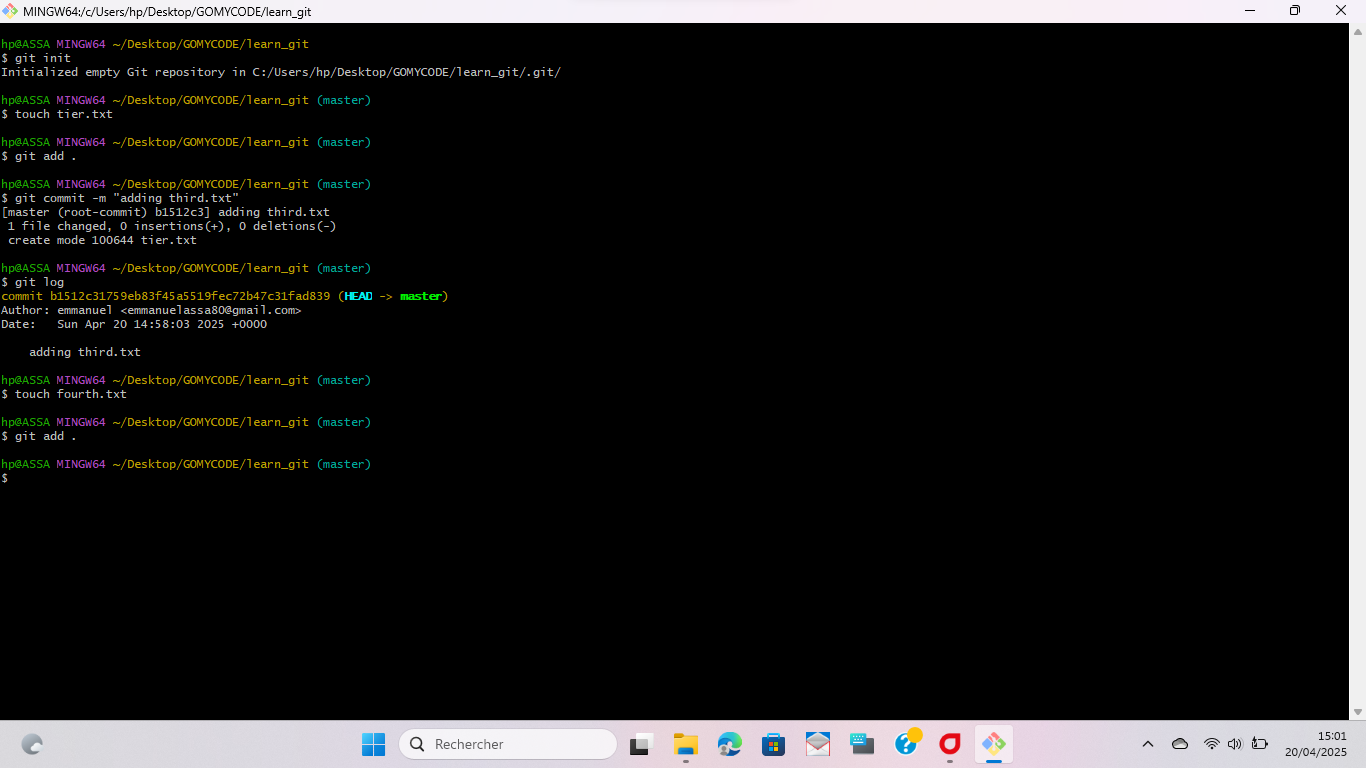 MINGW64:/c/Users/hp/Desktop/GOMYCODE/learn_git
hp@ASSA MINGW64 ~/Desktop/GOMYCODE/learn_git
$ git init
Initialized empty Git repository in C:/Users/hp/Desktop/GOMYCODE/learn_git/.git/
hp@ASSA MINGW64 ~/Desktop/GOMYCODE/learn_git (master)
$ touch tier.txt
hp@ASSA MINGW64 ~/Desktop/GOMYCODE/learn_git (master)
$ git add .
hp@ASSA MINGW64 ~/Desktop/GOMYCODE/learn_git (master)
$ git commit -m "adding third.txt"
[master (root-commit) b1512c3] adding third.txt
 1 file changed, 0 insertions(+), 0 deletions(-)
 create mode 100644 tier.txt
hp@ASSA MINGW64 ~/Desktop/GOMYCODE/learn_git (master)
$ git log
commit b1512c31759eb83f45a5519fec72b47c31fad839 (HEAD -> master)
Author: emmanuel <emmanuelassa80@gmail.com>
Date:   Sun Apr 20 14:58:03 2025 +0000
    adding third.txt
hp@ASSA MINGW64 ~/Desktop/GOMYCODE/learn_git (master)
$ touch fourth.txt
hp@ASSA MINGW64 ~/Desktop/GOMYCODE/learn_git (master)
$ git add .
hp@ASSA MINGW64 ~/Desktop/GOMYCODE/learn_git (master)
$
Rechercher
15:01
20/04/2025